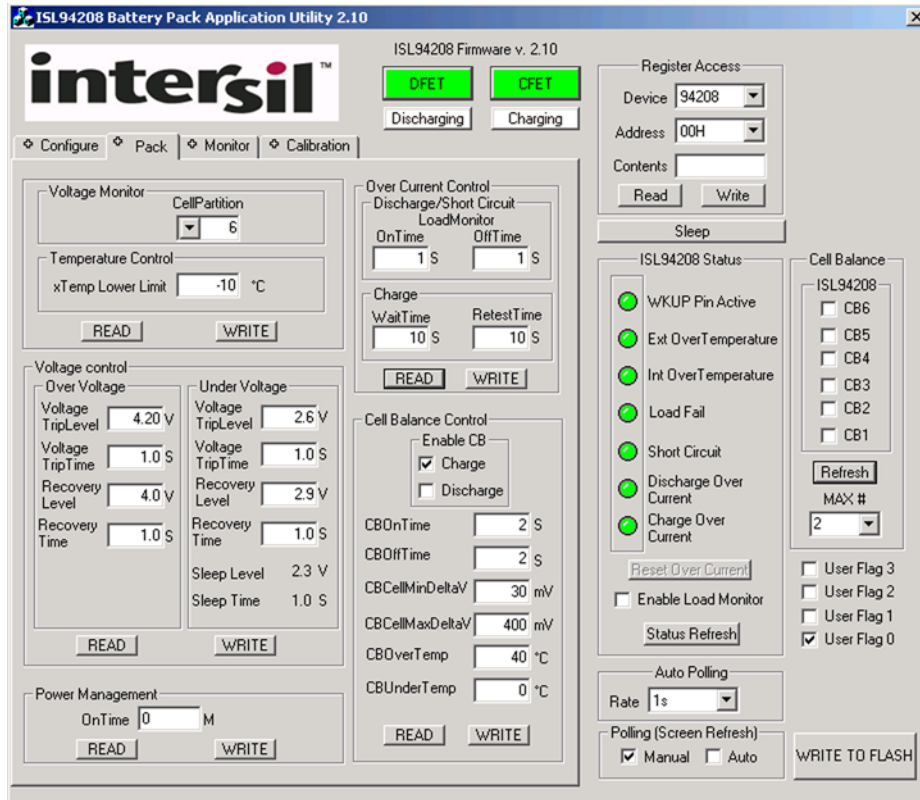 ISL94208 Battery Pack Application Utility 2.10
intersil™
ISL94208 Firmware v. 2.10
DFET
CFET
Discharging
Charging
Configure
Pack
Monitor
Calibration
Voltage Monitor
CellPartition
6
Temperature Control
xTemp Lower Limit -10 °C
READ
WRITE
Voltage control
Over Voltage
Voltage
TripLevel 4.20 V
Voltage
TripTime 1.0 S
Recovery
Level 4.0 V
Recovery
Time 1.0 S
Under Voltage
Voltage
TripLevel 2.6 V
Voltage
TripTime 1.0 S
Recovery
Level 2.9 V
Recovery
Time 1.0 S
Sleep Level 2.3 V
Sleep Time 1.0 S
READ
WRITE
Power Management
OnTime 0 M
READ
WRITE
Over Current Control
Discharge/Short Circuit
LoadMonitor
OnTime
OffTime
1 S
1 S
Charge
WaitTime
RetestTime
10 S
10 S
READ
WRITE
Cell Balance Control
Enable CB
Charge
Discharge
CBOnTime 2 S
CBOffTime 2 S
CBCellMinDeltaV 30 mV
CBCellMaxDeltaV 400 mV
CBOverTemp 40 °C
CBUnderTemp 0 °C
READ
WRITE
Register Access
Device 94208
Address 00H
Contents
Read
Write
Sleep
ISL94208 Status
WKUP Pin Active
Ext OverTemperature
Int OverTemperature
Load Fail
Short Circuit
Discharge Over
Current
Charge Over
Current
Reset Over Current
Enable Load Monitor
Status Refresh
Auto Polling
Rate 1s
Polling (Screen Refresh)
Manual
Auto
Cell Balance
ISL94208
CB6
CB5
CB4
CB3
CB2
CB1
Refresh
MAX #
2
User Flag 3
User Flag 2
User Flag 1
User Flag 0
WRITE TO FLASH